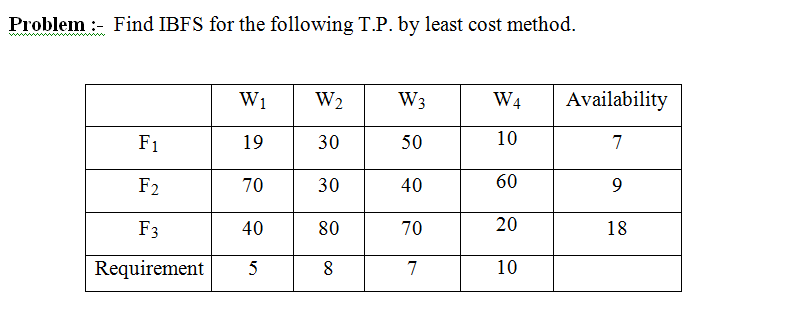 Problem :- Find IBFS for the following T.P. by least cost method.
W1 W2 W3 W4 Availability
F1 19 30 50 10 7
F2 70 30 40 60 9
F3 40 80 70 20 18
Requirement 5 8 7 10